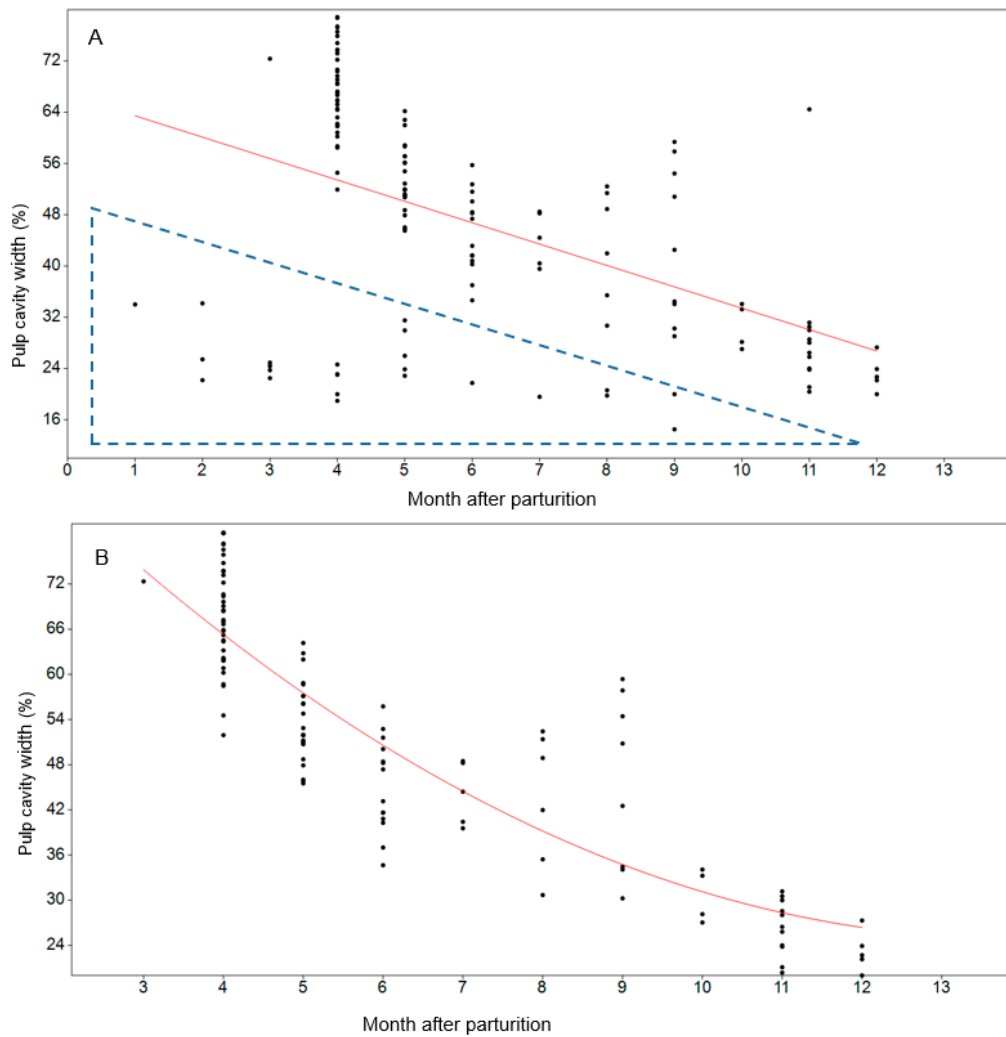 A
Pulp cavity width (%)
72
64
56
48
40
32
24
16
0 1 2 3 4 5 6 7 8 9 10 11 12 13
Month after parturition
B
Pulp cavity width (%)
72
66
60
54
48
42
36
30
24
3 4 5 6 7 8 9 10 11 12 13
Month after parturition